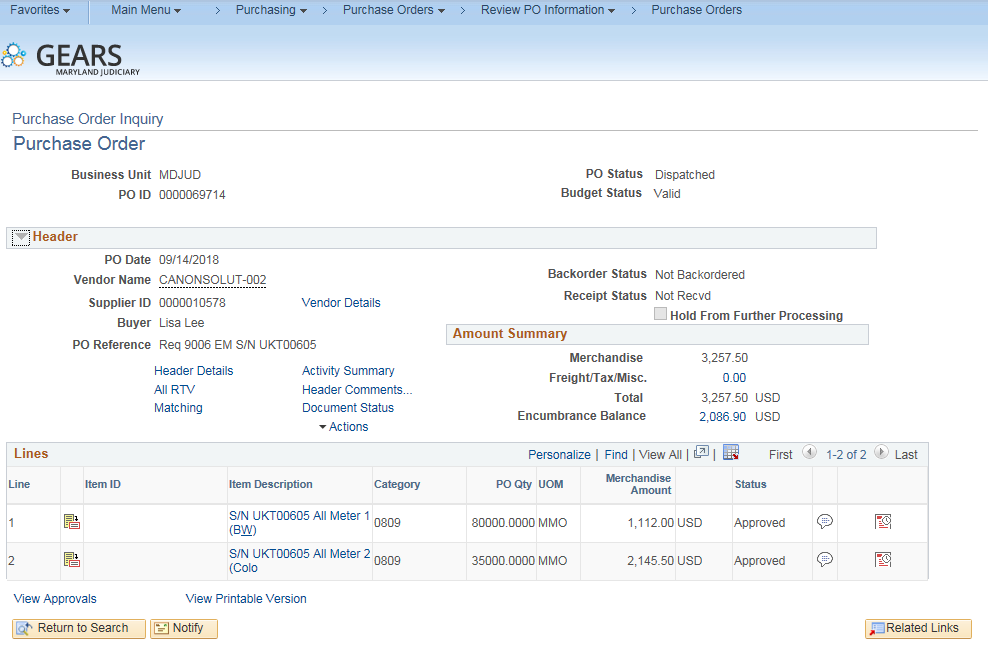 Favorites Main Menu > Purchasing > Purchase Orders > Review PO Information > Purchase Orders
GEARS
MARYLAND JUDICIARY
Purchase Order Inquiry
Purchase Order
Business Unit MDJUD PO Status Dispatched
PO ID 0000069714 Budget Status Valid
Header
PO Date 09/14/2018
Vendor Name CANONSOLUT-002 Backorder Status Not Backordered
Supplier ID 0000010578 Vendor Details Receipt Status Not Recvd
Hold From Further Processing
Buyer Lisa Lee
Amount Summary
PO Reference Req 9006 EM S/N UKT00605
Merchandise 3,257.50
Header Details Activity Summary Freight/Tax/Misc. 0.00
All RTV Header Comments... Total 3,257.50 USD
Matching Document Status Encumbrance Balance 2,086.90 USD
Actions
Lines Personalize | Find | View All | | First 1-2 of 2 Last
Line Item ID Item Description Category PO Qty UOM Merchandise Amount Status
1 S/N UKT00605 All Meter 1 (BW) 0809 80000.0000 MMO 1,112.00 USD Approved
2 S/N UKT00605 All Meter 2 (Colo 0809 35000.0000 MMO 2,145.50 USD Approved
View Approvals View Printable Version
Return to Search Notify Related Links